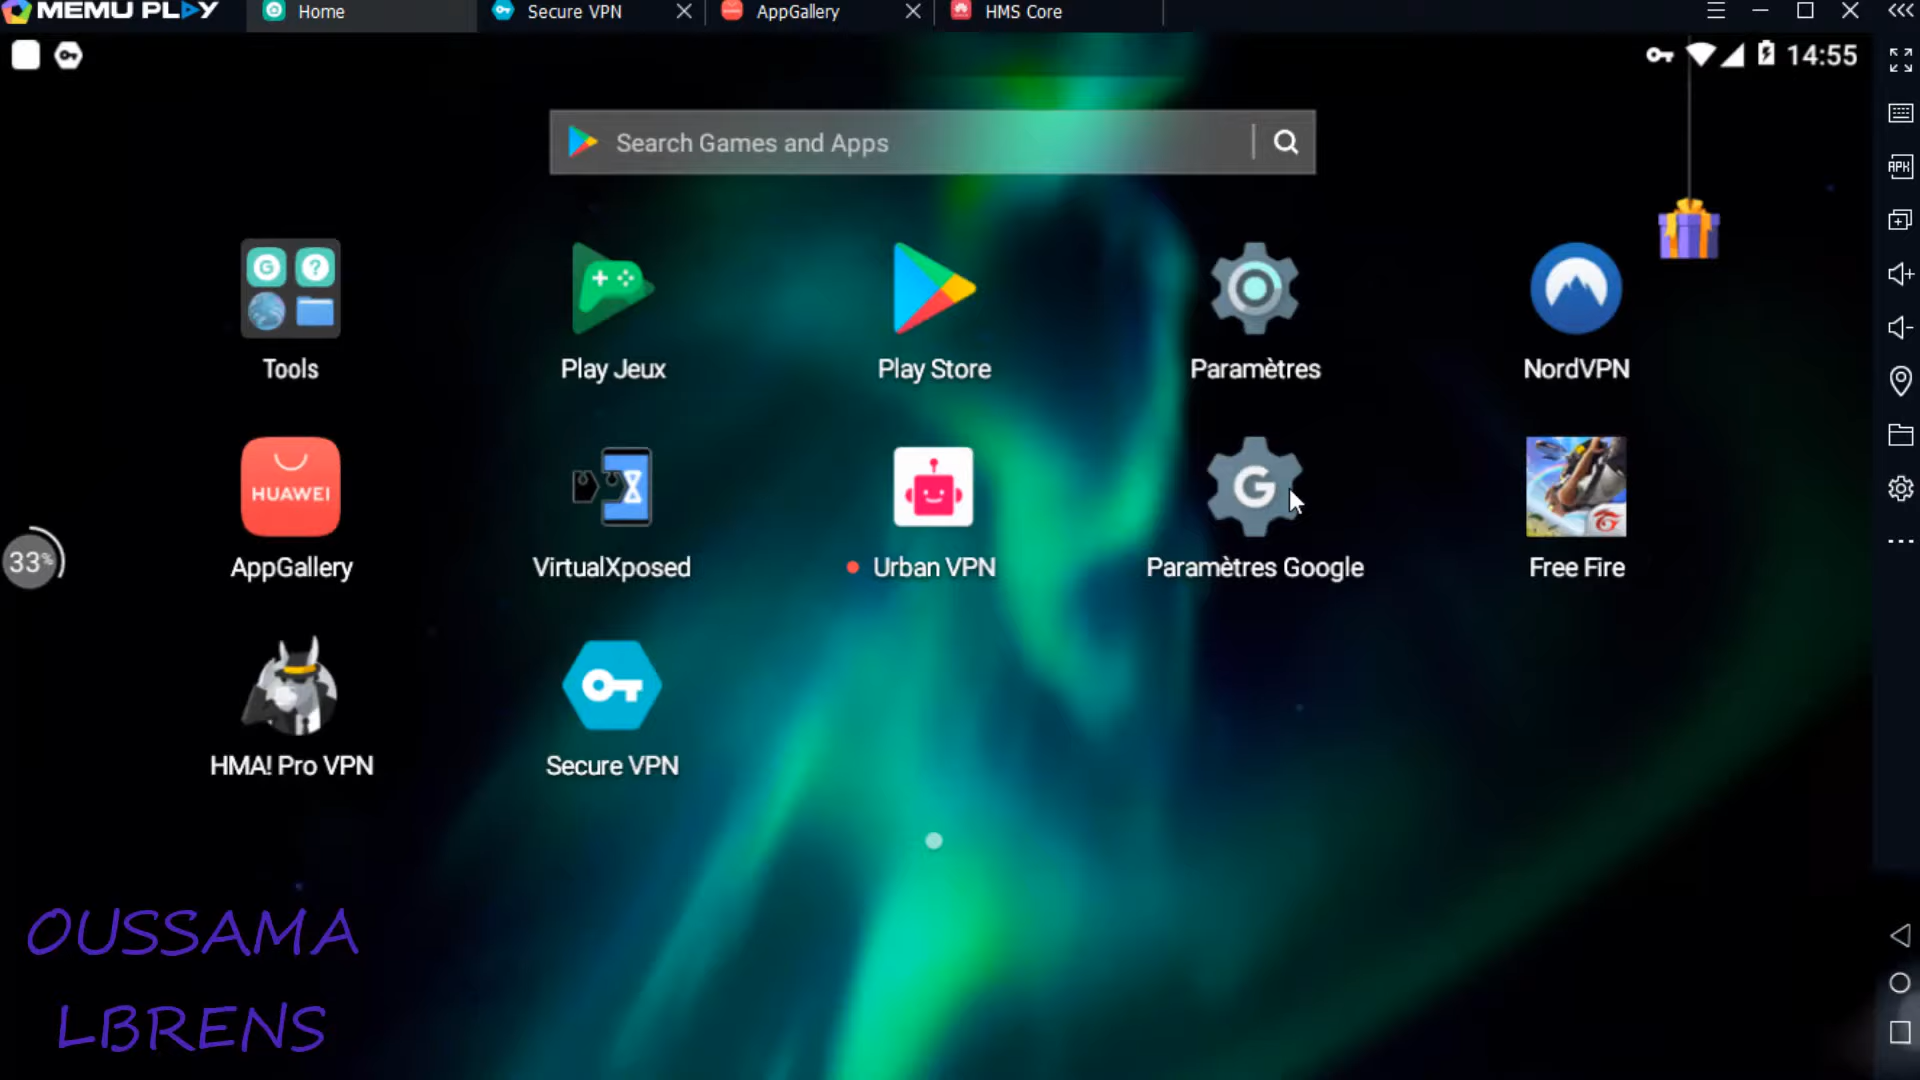 MEMU PLAY
Home
Secure VPN
AppGallery
HMS Core
14:55
Search Games and Apps
G
?
Tools
Play Jeux
Play Store
Paramètres
NordVPN
HUAWEI
AppGallery
VirtualXposed
Urban VPN
G
Paramètres Google
Free Fire
33%
HMA! Pro VPN
Secure VPN
APK
OUSSAMA
LBRENS